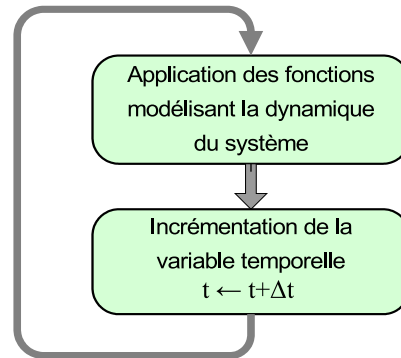 Application des fonctions
modélisant la dynamique
du système
Incrémentation de la
variable temporelle
t ← t+Δt